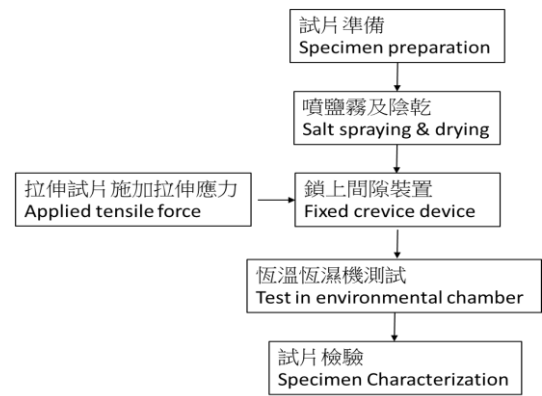 試片準備
Specimen preparation
噴鹽霧及陰乾
Salt spraying & drying
拉伸試片施加拉伸應力
Applied tensile force
鎖上間隙裝置
Fixed crevice device
恆溫恆濕機測試
Test in environmental chamber
試片檢驗
Specimen Characterization